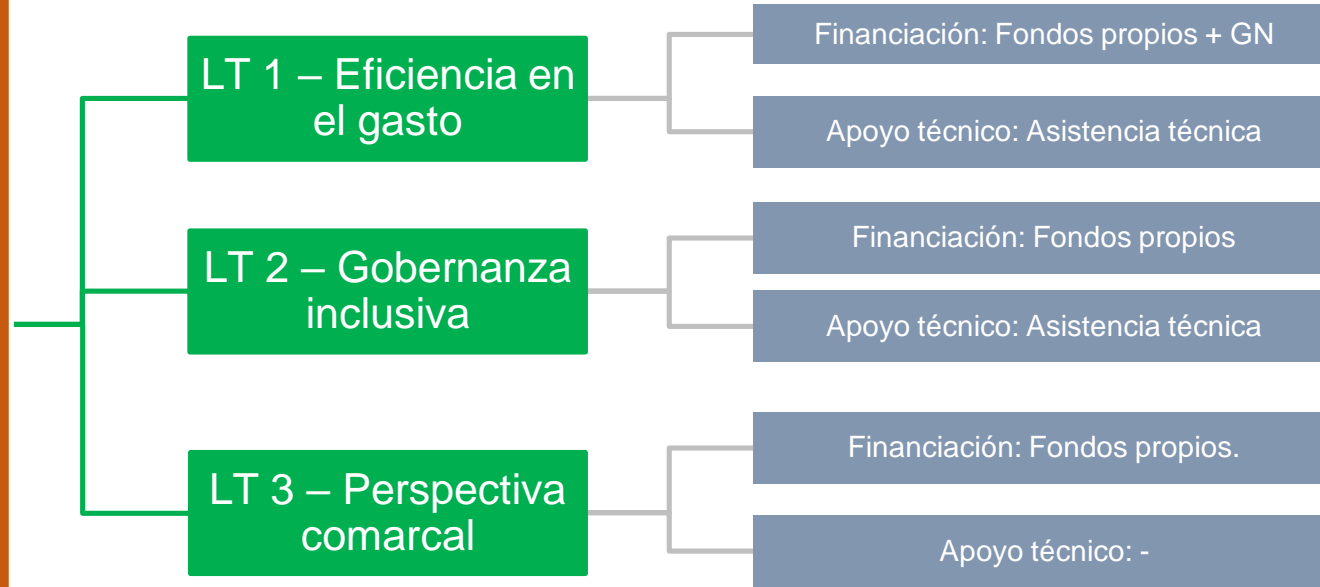 LT 1 – Eficiencia en
el gasto
Financiación: Fondos propios + GN
Apoyo técnico: Asistencia técnica
LT 2 – Gobernanza
inclusiva
Financiación: Fondos propios
Apoyo técnico: Asistencia técnica
LT 3 – Perspectiva
comarcal
Financiación: Fondos propios.
Apoyo técnico: -